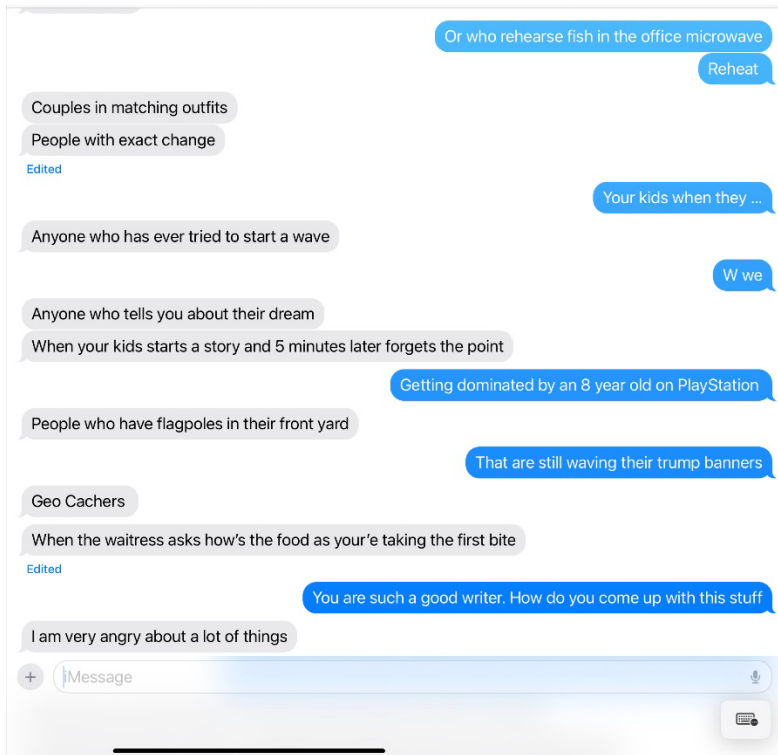 Or who rehearse fish in the office microwave
Reheat
Couples in matching outfits
People with exact change
Edited
Your kids when they ...
Anyone who has ever tried to start a wave
W we
Anyone who tells you about their dream
When your kids starts a story and 5 minutes later forgets the point
Getting dominated by an 8 year old on PlayStation
People who have flagpoles in their front yard
That are still waving their trump banners
Geo Cachers
When the waitress asks how's the food as your'e taking the first bite
Edited
You are such a good writer. How do you come up with this stuff
I am very angry about a lot of things
iMessage